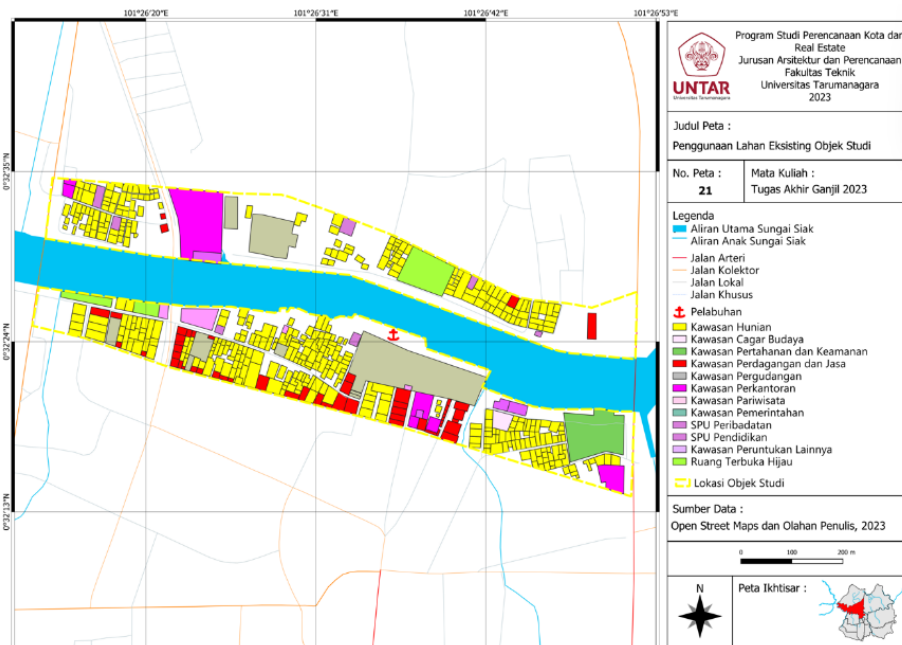 101°26'20"E 101°26'31"E 101°26'42"E 101°26'53"E
0°32'35"N
0°32'24"N
0°32'13"N
UNTAR
Universitas Tarumanagara
Program Studi Perencanaan Kota dan
Real Estate
Jurusan Arsitektur dan Perencanaan
Fakultas Teknik
Universitas Tarumanagara
2023
Judul Peta :
Penggunaan Lahan Eksisting Objek Studi
No. Peta :
21
Mata Kuliah :
Tugas Akhir Ganjil 2023
Legenda
Aliran Utama Sungai Siak
Aliran Anak Sungai Siak
Jalan Arteri
Jalan Kolektor
Jalan Lokal
Jalan Khusus
Pelabuhan
Kawasan Hunian
Kawasan Cagar Budaya
Kawasan Pertahanan dan Keamanan
Kawasan Perdagangan dan Jasa
Kawasan Pergudangan
Kawasan Perkantoran
Kawasan Pariwisata
Kawasan Pemerintahan
SPU Peribadatan
SPU Pendidikan
Kawasan Peruntukan Lainnya
Ruang Terbuka Hijau
Lokasi Objek Studi
Sumber Data :
Open Street Maps dan Olahan Penulis, 2023
0 100 200 m
N
Peta Ikhtisar :